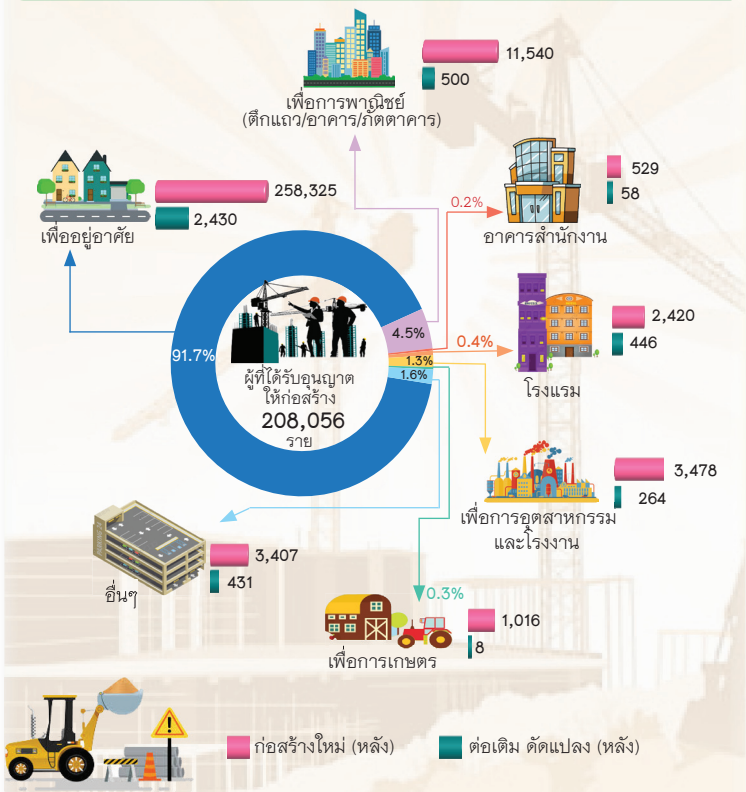 11,540
500
เพื่อการพาณิชย์
(ตึกแถว/อาคาร/ภัตตาคาร)
258,325
2,430
เพื่ออยู่อาศัย
0.2%
529
58
อาคารสำนักงาน
4.5%
91.7%
0.4%
1.3%
1.6%
2,420
446
โรงแรม
ผู้ที่ได้รับอนุญาต
ให้ก่อสร้าง
208,056
ราย
3,478
264
เพื่อการอุตสาหกรรม
และโรงงาน
3,407
431
อื่นๆ
0.3%
1,016
8
เพื่อการเกษตร
ก่อสร้างใหม่ (หลัง)
ต่อเติม ดัดแปลง (หลัง)